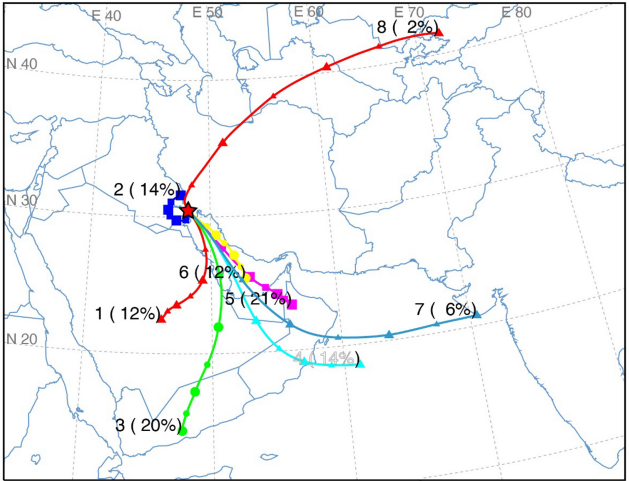 E 40
E 50
E 60
E 70
E 80
8 ( 2%)
N 40
2 ( 14%)
N 30
6 ( 12%)
5 ( 21%)
1 ( 12%)
7 ( 6%)
N 20
4 ( 14%)
3 ( 20%)